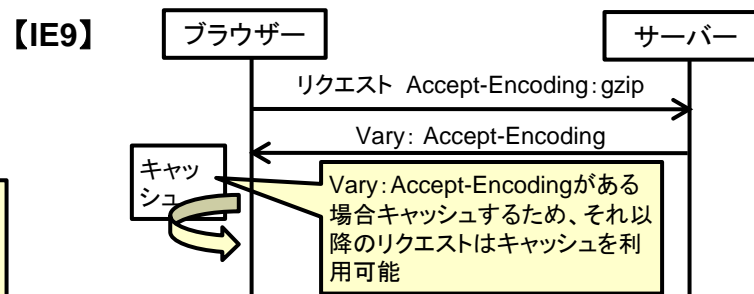 【IE9】
ブラウザー
サーバー
リクエスト Accept-Encoding：gzip
Vary： Accept-Encoding
キャッ
シュ
Vary：Accept-Encodingがある
場合キャッシュするため、それ以
降のリクエストはキャッシュを利
用可能